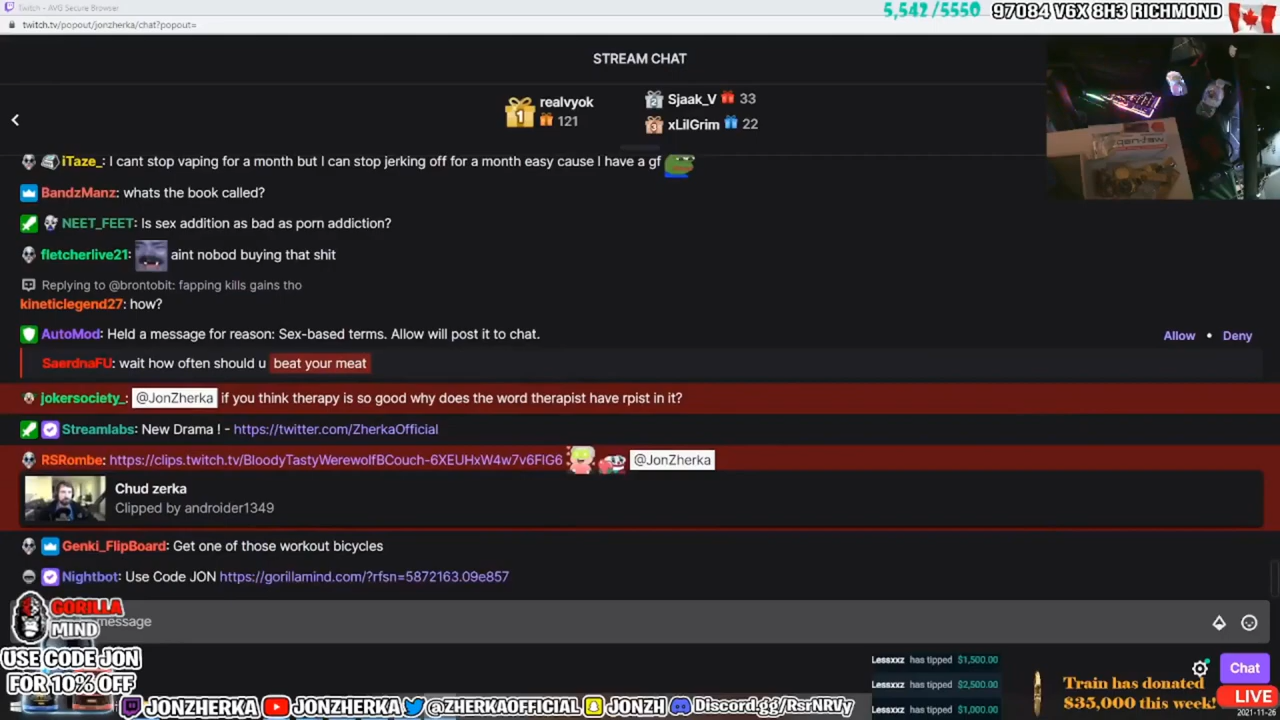 Twitch - AVG Secure Browser
twitch.tv/popout/jonzherka/chat?popout=
5,542 /5550
97084 V6X 8H3 RICHMOND
STREAM CHAT
1 realvyok 121
2 Sjaak_V 33
3 xLilGrim 22
iTaze_: I cant stop vaping for a month but I can stop jerking off for a month easy cause I have a gf
BandzManz: whats the book called?
NEET_FEET: Is sex addition as bad as porn addiction?
fletcherlive21: aint nobod buying that shit
Replying to @brontobit: fapping kills gains tho
kineticlegend27: how?
AutoMod: Held a message for reason: Sex-based terms. Allow will post it to chat.
Allow • Deny
SaerdnaFU: wait how often should u beat your meat
jokersociety_: @JonZherka if you think therapy is so good why does the word therapist have rpist in it?
Streamlabs: New Drama ! - https://twitter.com/ZherkaOfficial
RSRombe: https://clips.twitch.tv/BloodyTastyWerewolfBCouch-6XEUHxW4w7v6FlG6 @JonZherka
Chud zerka
Clipped by androider1349
Genki_FlipBoard: Get one of those workout bicycles
Nightbot: Use Code JON https://gorillamind.com/?rfsn=5872163.09e857
GORILLA
MIND
message
USE CODE JON
FOR 10% OFF
Lessxxz has tipped $1,500.00
Lessxxz has tipped $2,500.00
Lessxxz has tipped $1,000.00
Chat
Train has donated
$35,000 this week!
LIVE
2021-11-26
JONZHERKA JONZHERKA @ZHERKAOFFICIAL JONZH Discord.gg/RsrNRVy